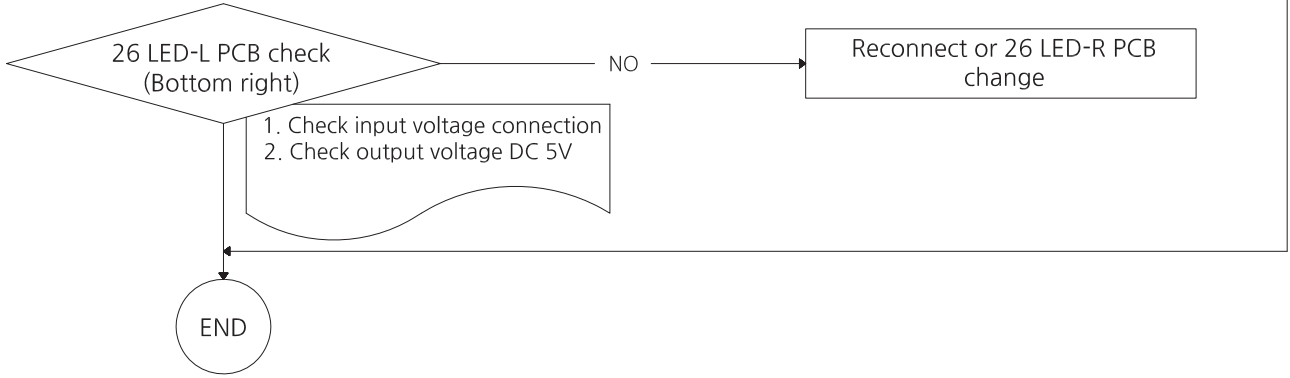 26 LED-L PCB check
(Bottom right)
NO
Reconnect or 26 LED-R PCB
change
1. Check input voltage connection
2. Check output voltage DC 5V
END